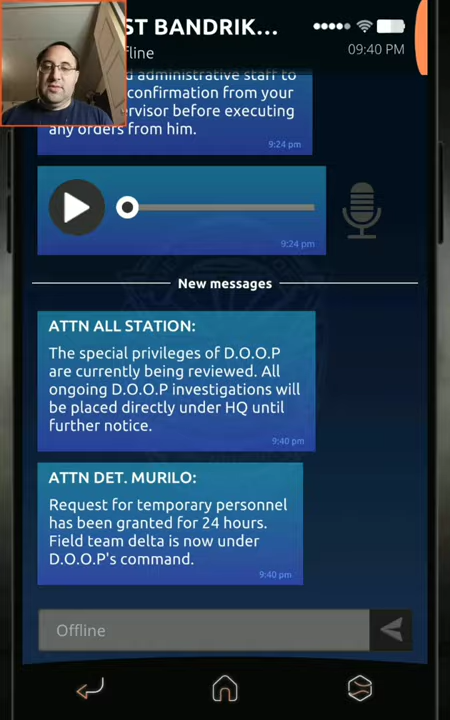 ST BANDRIK...
ffline
09:40 PM
d administrative staff to
confirmation from your
rvisor before executing
any orders from him.
9:24 pm
9:24 pm
New messages
ATTN ALL STATION:
The special privileges of D.O.O.P
are currently being reviewed. All
ongoing D.O.O.P investigations will
be placed directly under HQ until
further notice.
9:40 pm
ATTN DET. MURILO:
Request for temporary personnel
has been granted for 24 hours.
Field team delta is now under
D.O.O.P's command.
9:40 pm
Offline